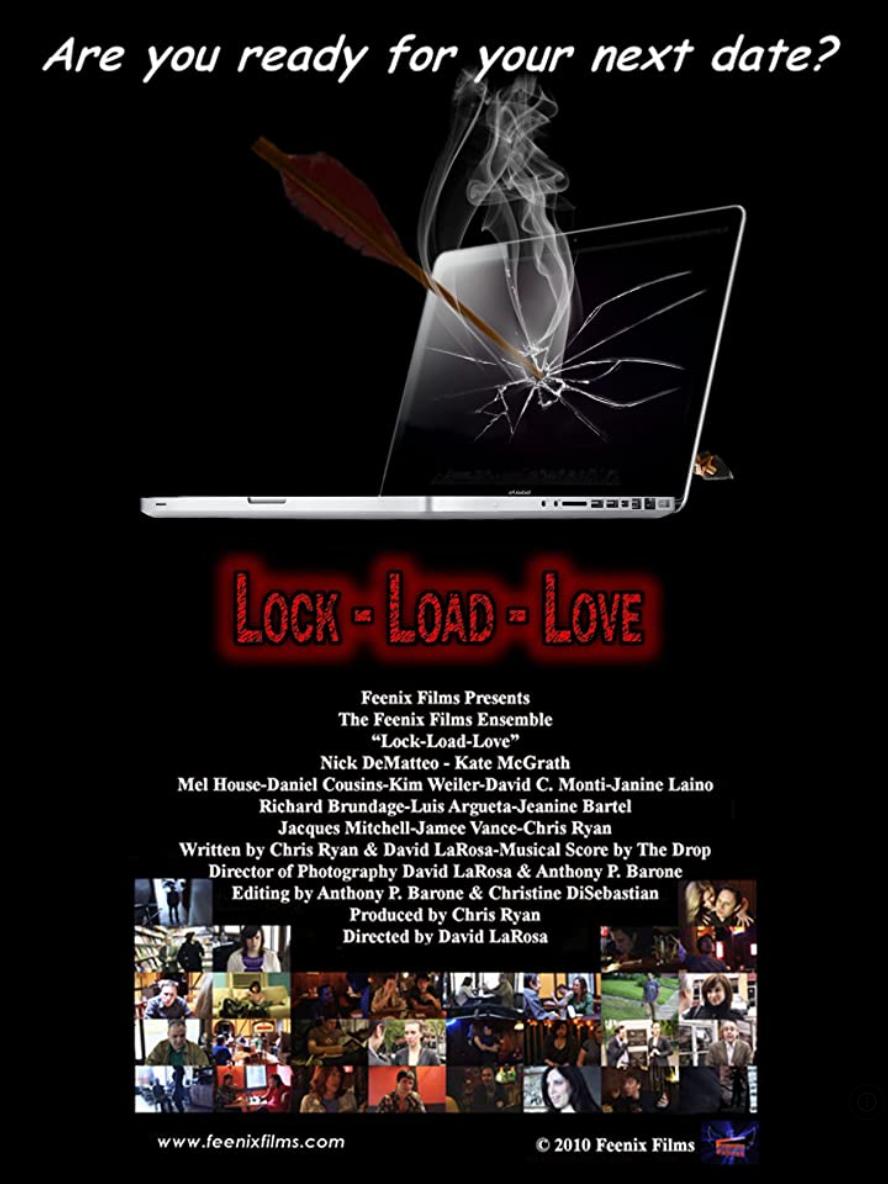 Are you ready for your next date?
LOCK - LOAD - LOVE
Feenix Films Presents
The Feenix Films Ensemble
“Lock-Load-Love”
Nick DeMatteo - Kate McGrath
Mel House-Daniel Cousins-Kim Weiler-David C. Monti-Janine Laino
Richard Brundage-Luis Argueta-Jeanine Bartel
Jacques Mitchell-Jamee Vance-Chris Ryan
Written by Chris Ryan & David LaRosa-Musical Score by The Drop
Director of Photography David LaRosa & Anthony P. Barone
Editing by Anthony P. Barone & Christine DiSebastian
Produced by Chris Ryan
Directed by David LaRosa
www.feenixfilms.com
© 2010 Feenix Films